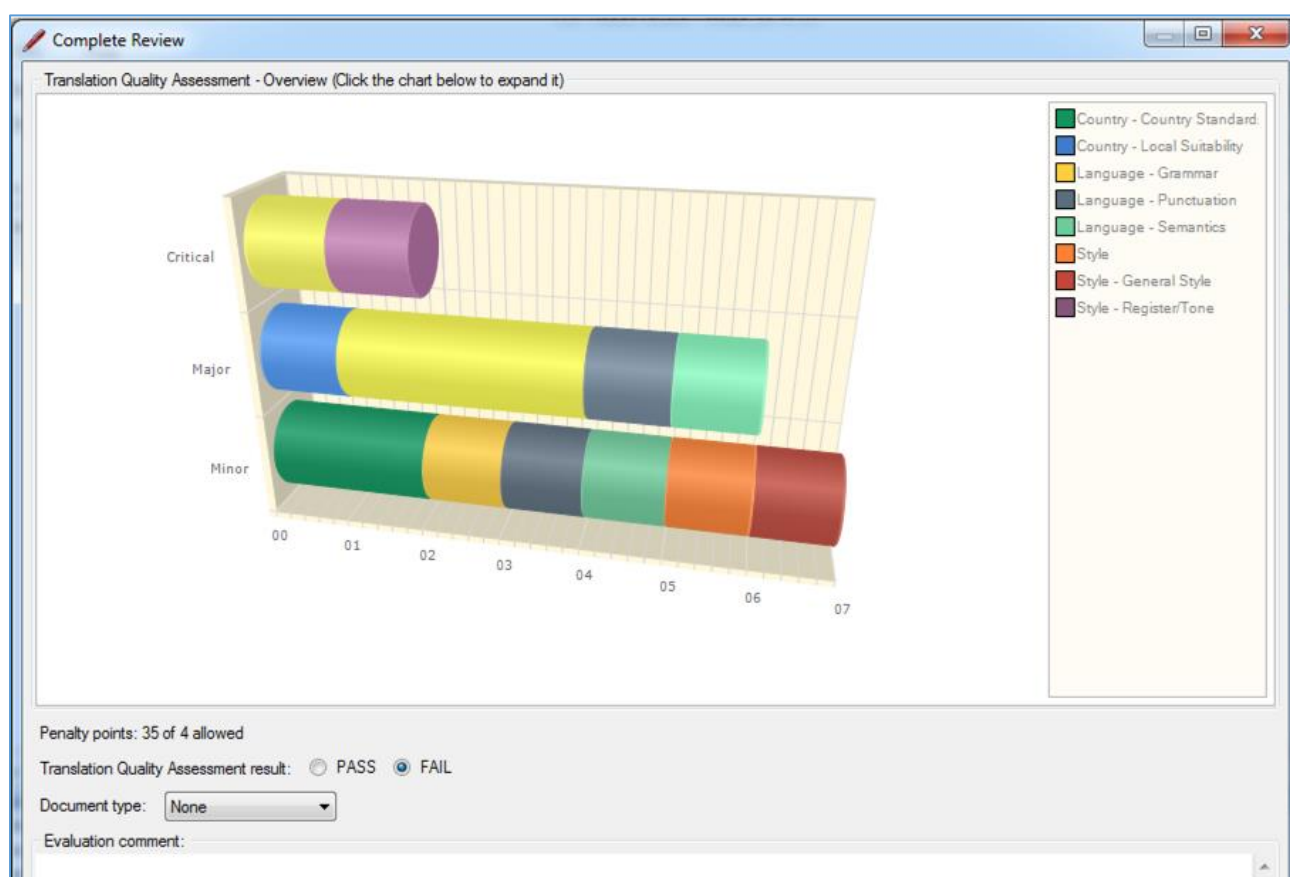 Complete Review
Translation Quality Assessment - Overview (Click the chart below to expand it)
Country - Country Standard:
Country - Local Suitability
Language - Grammar
Language - Punctuation
Language - Semantics
Style
Style - General Style
Style - Register/Tone
Critical
Major
Minor
00
01
02
03
04
05
06
07
Penalty points: 35 of 4 allowed
Translation Quality Assessment result: PASS FAIL
Document type: None
Evaluation comment: